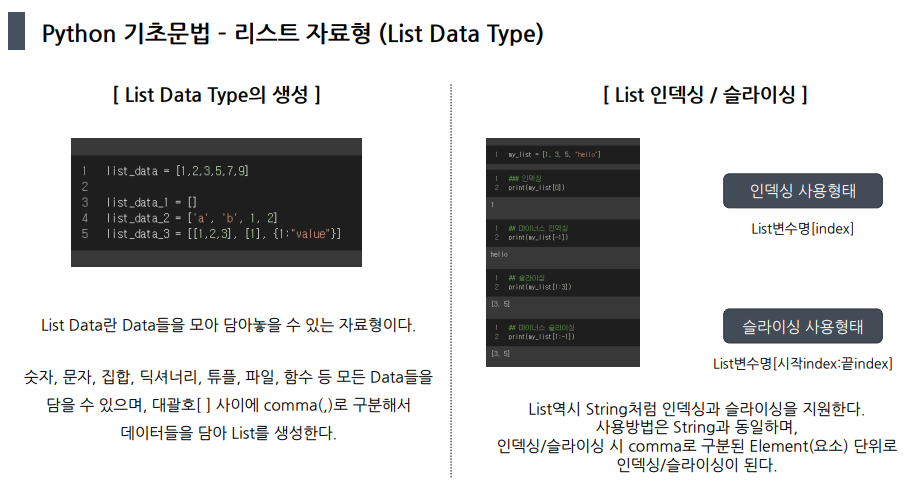 Python 기초문법 - 리스트 자료형 (List Data Type)
[ List Data Type의 생성 ]
1 list_data = [1,2,3,5,7,9]
2
3 list_data_1 = []
4 list_data_2 = ['a', 'b', 1, 2]
5 list_data_3 = [[1,2,3], [1], {1:"value"}]
List Data란 Data들을 모아 담아놓을 수 있는 자료형이다.
숫자, 문자, 집합, 딕셔너리, 튜플, 파일, 함수 등 모든 Data들을
담을 수 있으며, 대괄호[ ] 사이에 comma(,)로 구분해서
데이터들을 담아 List를 생성한다.
[ List 인덱싱 / 슬라이싱 ]
1 my_list = [1, 3, 5, "hello"]
1 ### 인덱싱
2 print(my_list[0])
1
1 ## 마이너스 인덱싱
2 print(my_list[-1])
hello
1 ## 슬라이싱
2 print(my_list[1:3])
[3, 5]
1 ## 마이너스 슬라이싱
2 print(my_list[1:-1])
[3, 5]
인덱싱 사용형태
List변수명[index]
슬라이싱 사용형태
List변수명[시작index:끝index]
List역시 String처럼 인덱싱과 슬라이싱을 지원한다.
사용방법은 String과 동일하며,
인덱싱/슬라이싱 시 comma로 구분된 Element(요소) 단위로
인덱싱/슬라이싱이 된다.